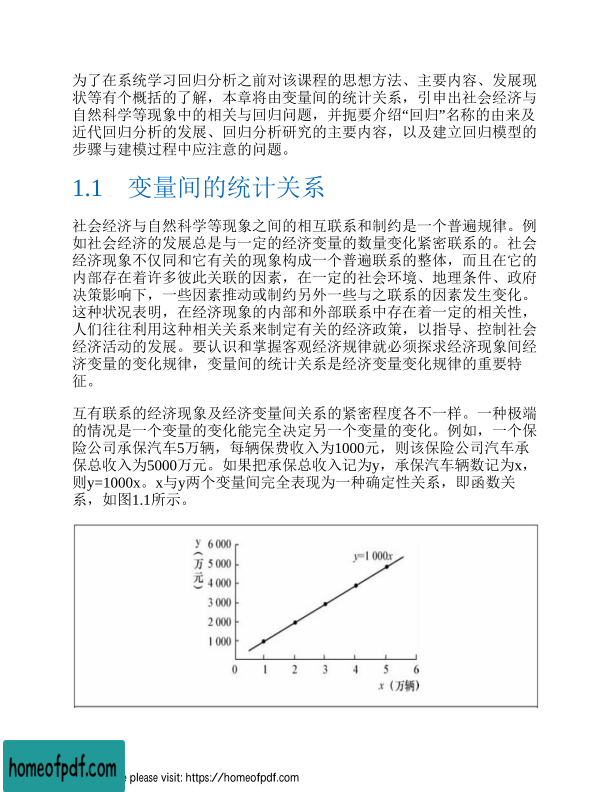 为了在系统学习回归分析之前对该课程的思想方法、主要内容、发展现
状等有个概括的了解，本章将由变量间的统计关系，引申出社会经济与
自然科学等现象中的相关与回归问题，并扼要介绍“回归”名称的由来及
近代回归分析的发展、回归分析研究的主要内容，以及建立回归模型的
步骤与建模过程中应注意的问题。
1.1 变量间的统计关系
社会经济与自然科学等现象之间的相互联系和制约是一个普遍规律。例
如社会经济的发展总是与一定的经济变量的数量变化紧密联系的。社会
经济现象不仅同和它有关的现象构成一个普遍联系的整体，而且在它的
内部存在着许多彼此关联的因素，在一定的社会环境、地理条件、政府
决策影响下，一些因素推动或制约另外一些与之联系的因素发生变化。
这种状况表明，在经济现象的内部和外部联系中存在着一定的相关性，
人们往往利用这种相关关系来制定有关的经济政策，以指导、控制社会
经济活动的发展。要认识和掌握客观经济规律就必须探求经济现象间经
济变量的变化规律，变量间的统计关系是经济变量变化规律的重要特
征。
互有联系的经济现象及经济变量间关系的紧密程度各不一样。一种极端
的情况是一个变量的变化能完全决定另一个变量的变化。例如，一个保
险公司承保汽车5万辆，每辆保费收入为1000元，则该保险公司汽车承
保总收入为5000万元。如果把承保总收入记为y，承保汽车辆数记为x，
则y=1000x。x与y两个变量间完全表现为一种确定性关系，即函数关
系，如图1.1所示。
y（万元）
6 000
5 000
4 000
3 000
2 000
1 000
y=1 000x
0 1 2 3 4 5 6
x（万辆）
homeofpdf.com
e please visit: https://homeofpdf.com